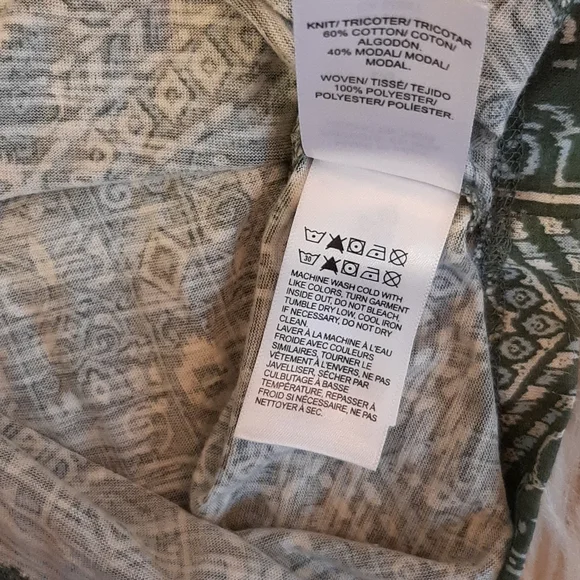 KNIT/ TRICOTER/ TRICOTAR
60% COTTON/ COTON/
ALGODÓN.
40% MODAL/ MODAL/
MODAL.
WOVEN/ TISSÉ/ TEJIDO
100% POLYESTER/
POLYESTER/ POLÍESTER.
30
MACHINE WASH COLD WITH
LIKE COLORS, TURN GARMENT
INSIDE OUT, DO NOT BLEACH.
TUMBLE DRY LOW, COOL IRON
IF NECESSARY, DO NOT DRY
CLEAN.
LAVER À LA MACHINE À L'EAU
FROIDE AVEC COULEURS
SIMILAIRES, TOURNER LE
VÊTEMENT À L'ENVERS, NE PAS
JAVELLISER, SÉCHER PAR
CULBUTAGE À BASSE
TEMPÉRATURE, REPASSER À
FROID SI NÉCESSAIRE, NE PAS
NETTOYER À SEC.